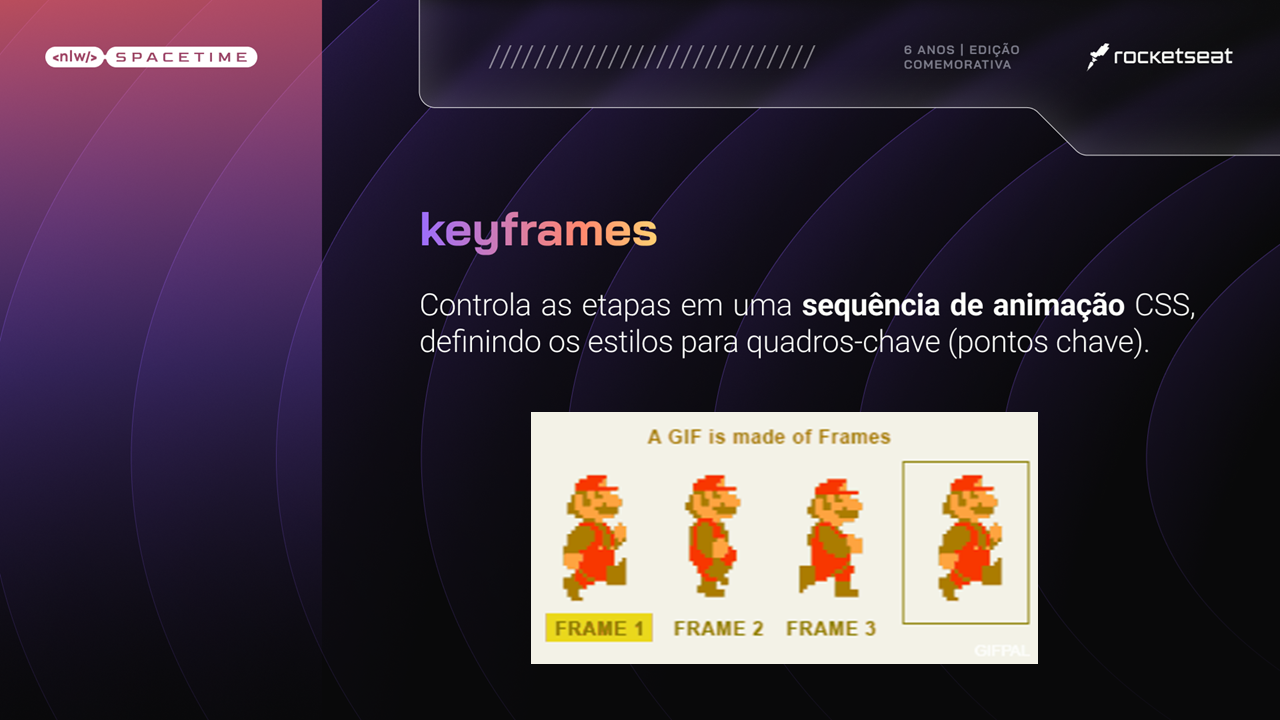 <nlw/> SPACETIME
6 ANOS | EDIÇÃO
COMEMORATIVA
rocketseat
keyframes
Controla as etapas em uma sequência de animação CSS,
definindo os estilos para quadros-chave (pontos chave).
A GIF is made of Frames
FRAME 1 FRAME 2 FRAME 3
GIFPAL